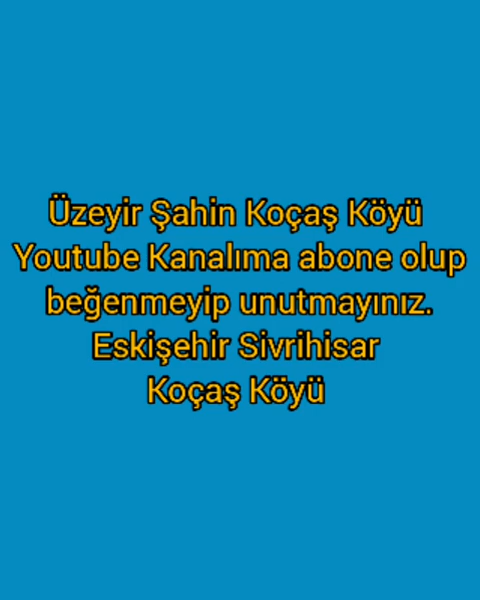 Üzeyir Şahin Koçaş Köyü
Youtube Kanalıma abone olup
beğenmeyip unutmayınız.
Eskişehir Sivrihisar
Koçaş Köyü